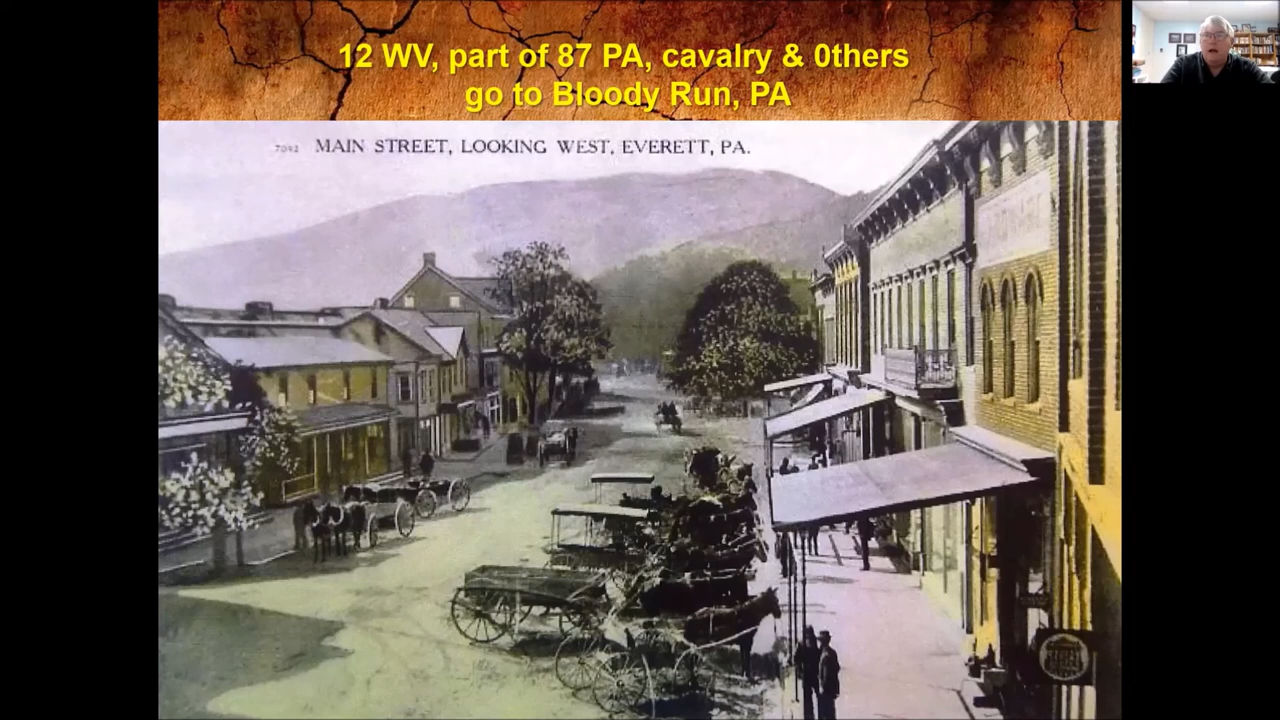 12 WV, part of 87 PA, cavalry & 0thers
go to Bloody Run, PA
7092 MAIN STREET, LOOKING WEST, EVERETT, PA.